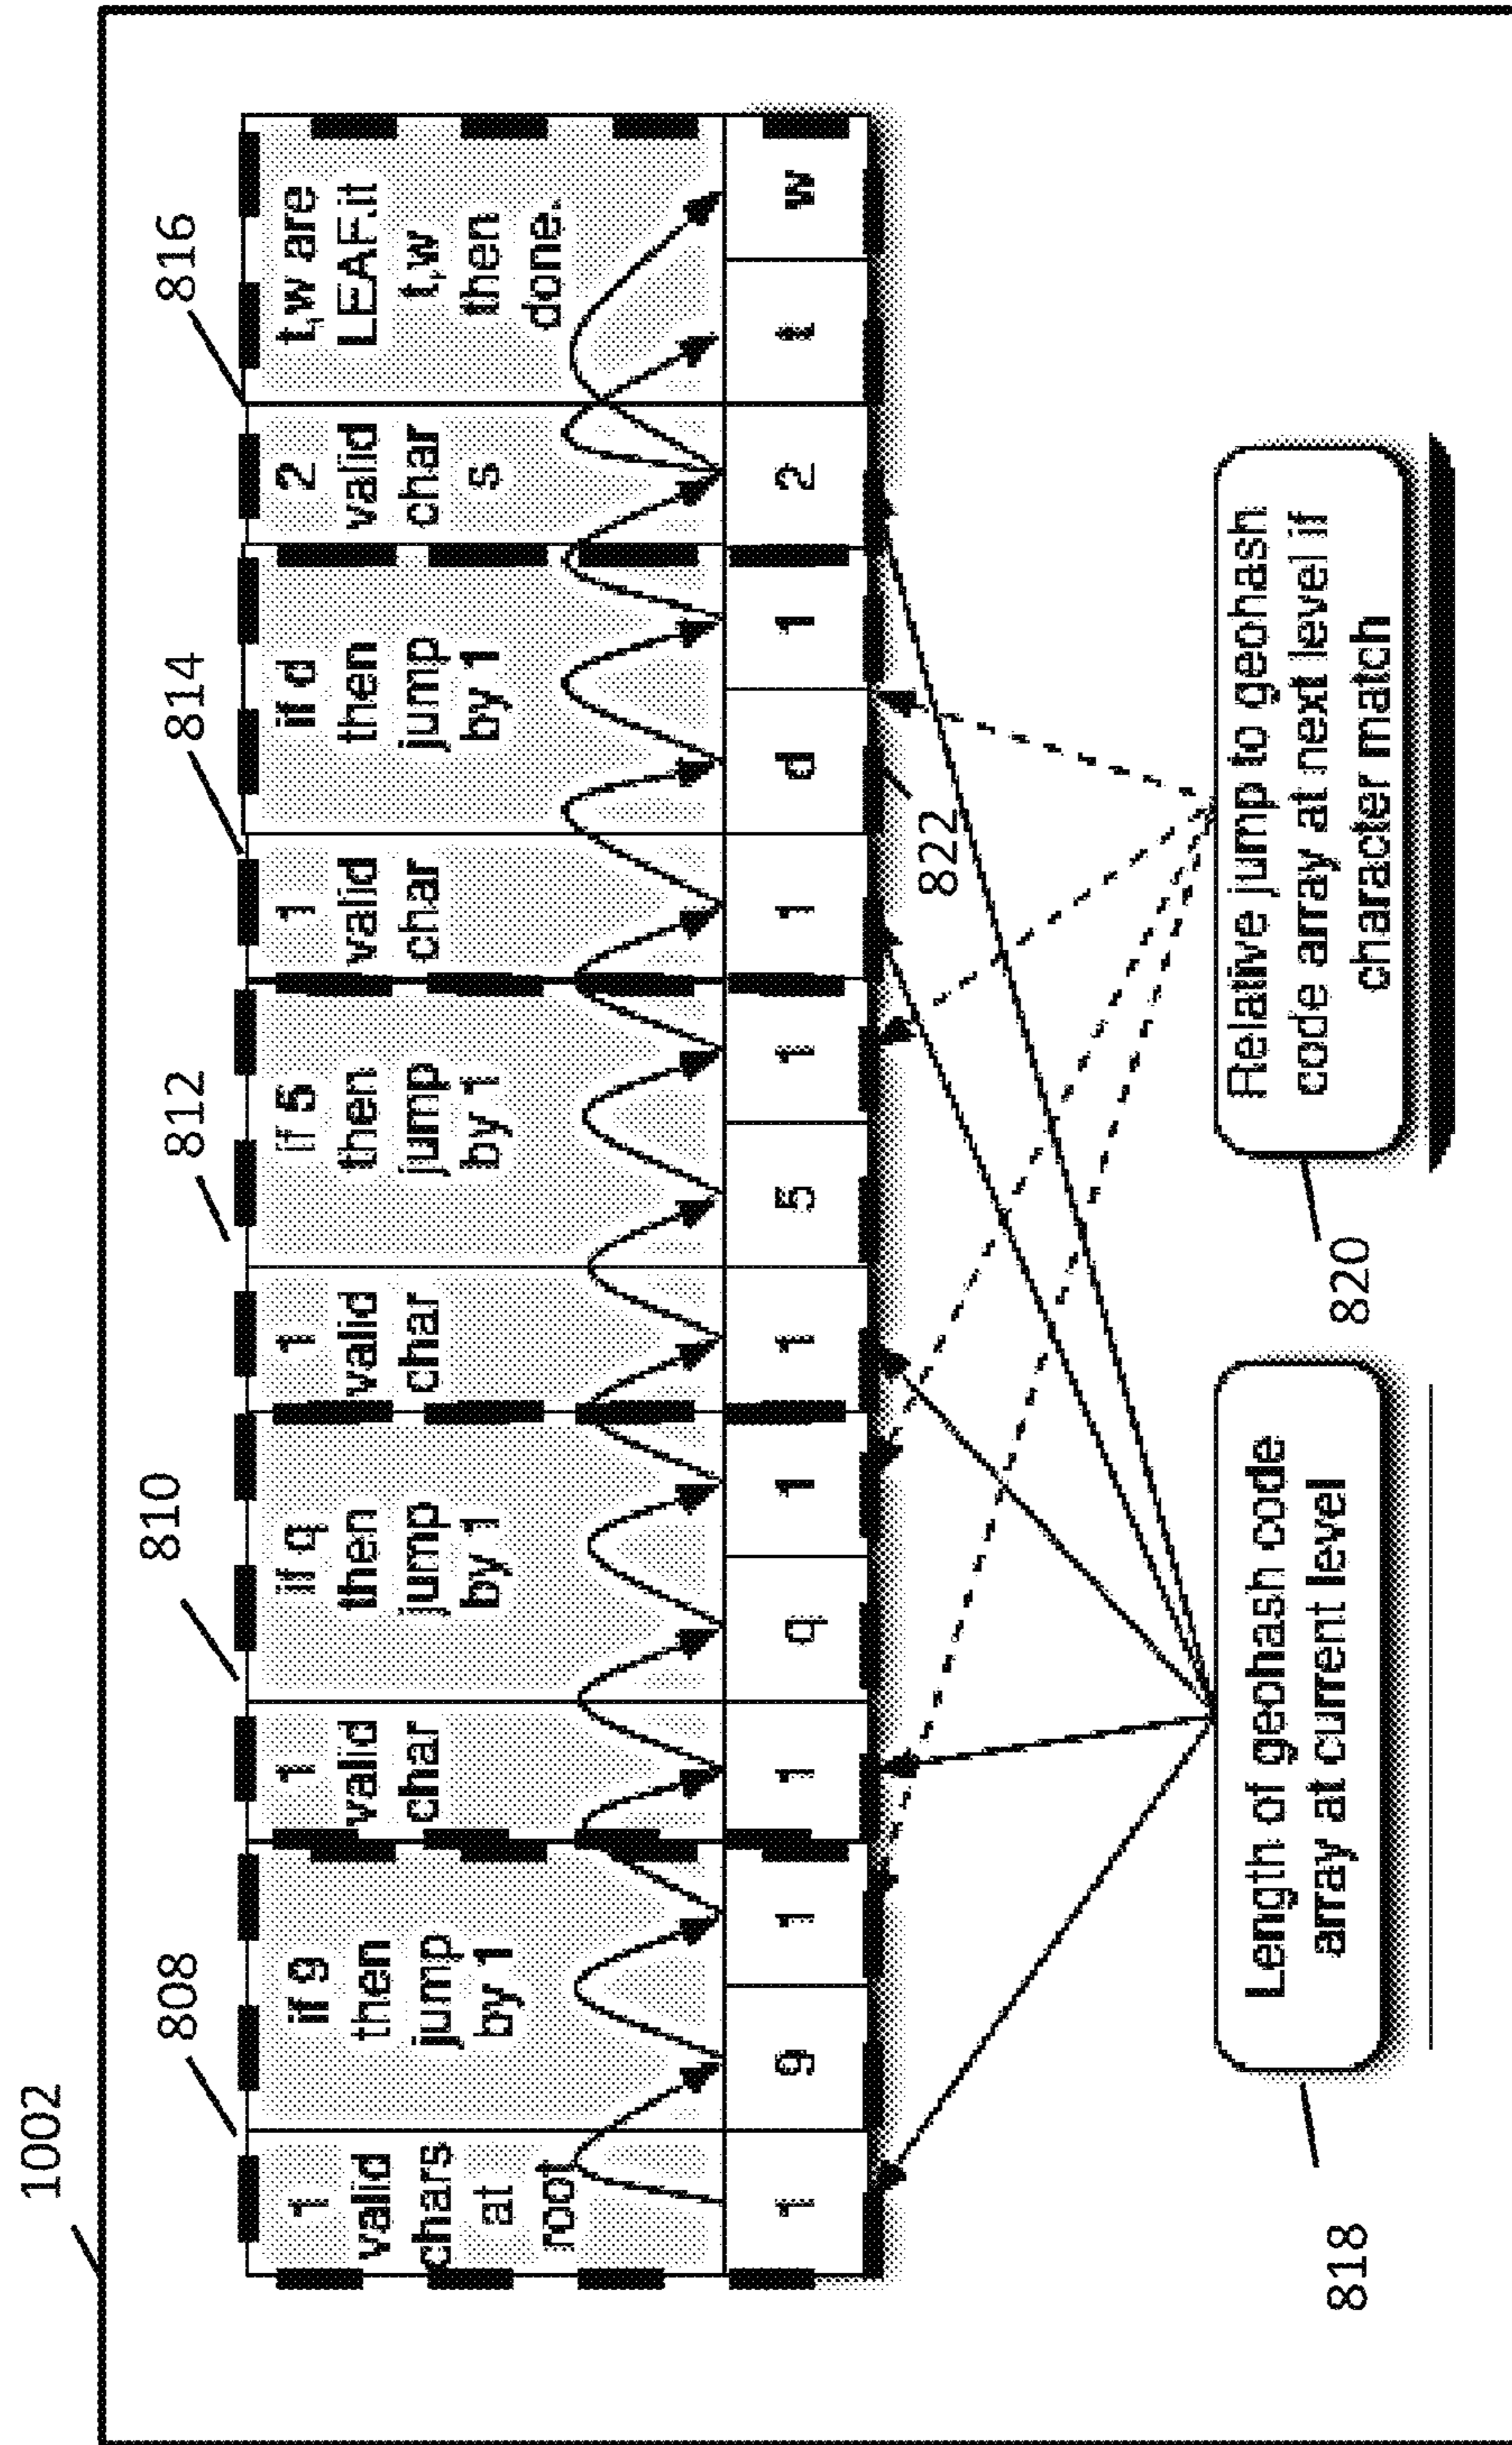 1002
808
810
812
814
816
1
valid
chars
at
root
if 9
then
jump
by 1
1
valid
char
if q
then
jump
by 1
1
valid
char
if 5
then
jump
by 1
1
valid
char
if d
then
jump
by 1
2
valid
char
s
t,w are
LEAF.it
t,w
then
done.
1 9 1 1 q 1 1 5 1 1 d 1 2 t w
822
Length of geohash code
array at current level
818
Relative jump to geohash
code array at next level if
character match
820